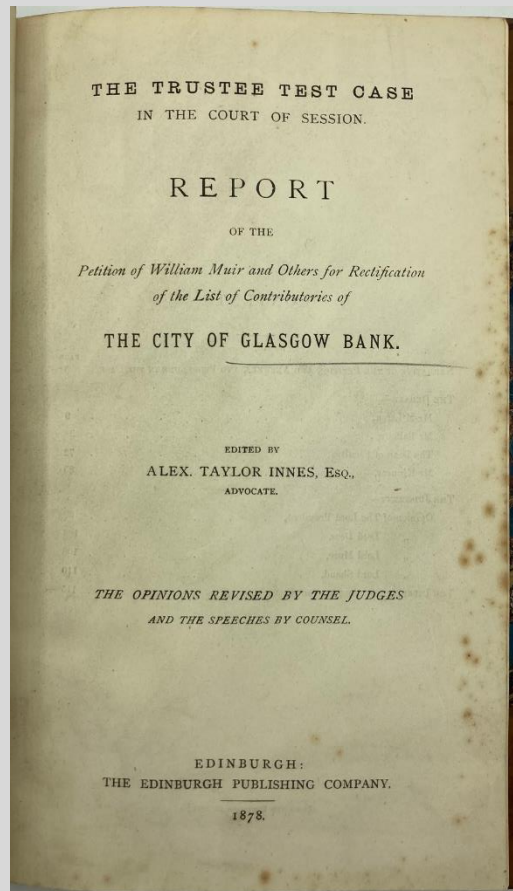 THE TRUSTEE TEST CASE
IN THE COURT OF SESSION.
REPORT
OF THE
Petition of William Muir and Others for Rectification
of the List of Contributories of
THE CITY OF GLASGOW BANK.
EDITED BY
ALEX. TAYLOR INNES, ESQ.,
ADVOCATE.
THE OPINIONS REVISED BY THE JUDGES
AND THE SPEECHES BY COUNSEL.
EDINBURGH:
THE EDINBURGH PUBLISHING COMPANY.
1878.